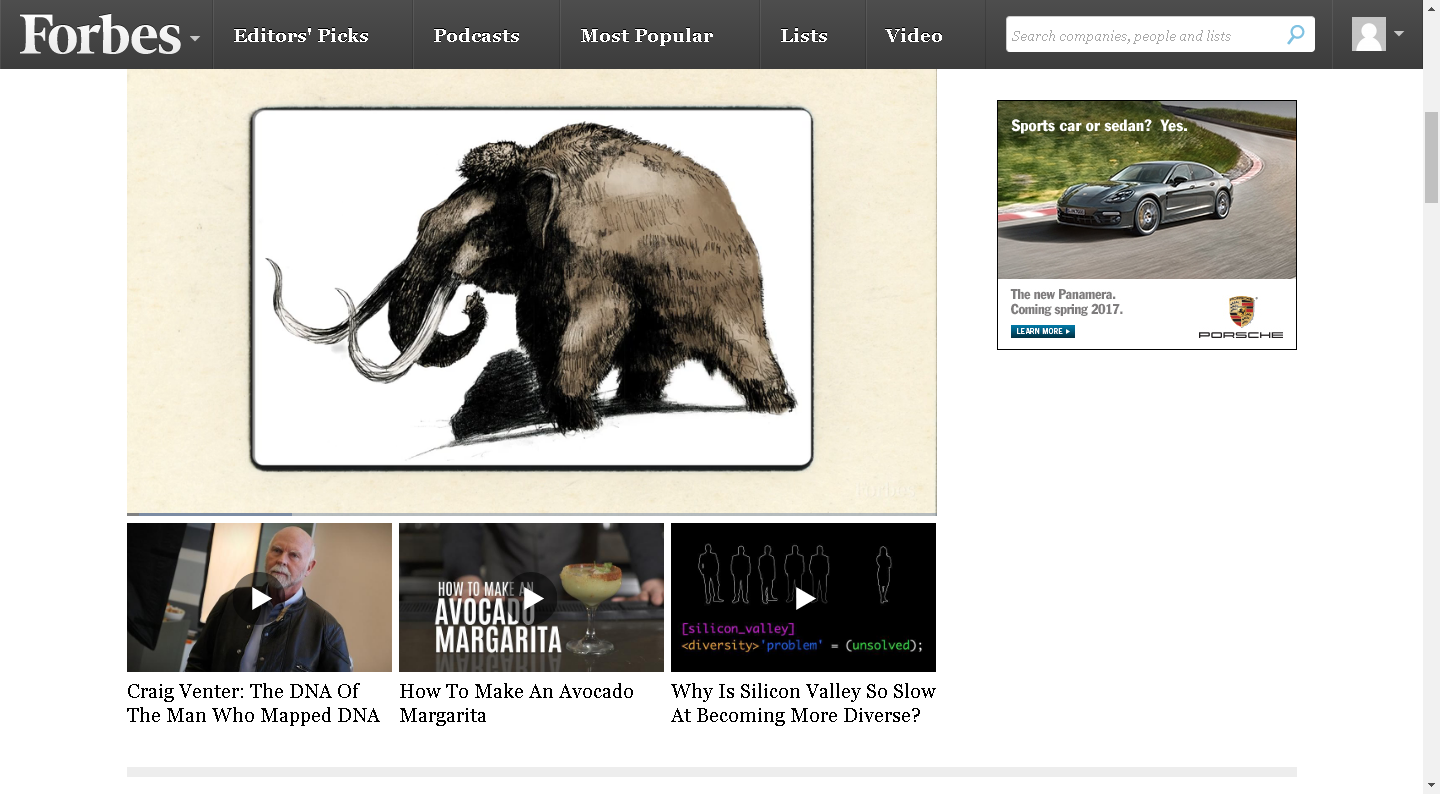 Forbes
Editors' Picks
Podcasts
Most Popular
Lists
Video
Search companies, people and lists
Sports car or sedan? Yes.
The new Panamera.
Coming spring 2017.
LEARN MORE
PORSCHE
Forbes
HOW TO MAKE AN
AVOCADO
MARGARITA
[silicon_valley]
<diversity>'problem' = (unsolved);
Craig Venter: The DNA Of
The Man Who Mapped DNA
How To Make An Avocado
Margarita
Why Is Silicon Valley So Slow
At Becoming More Diverse?